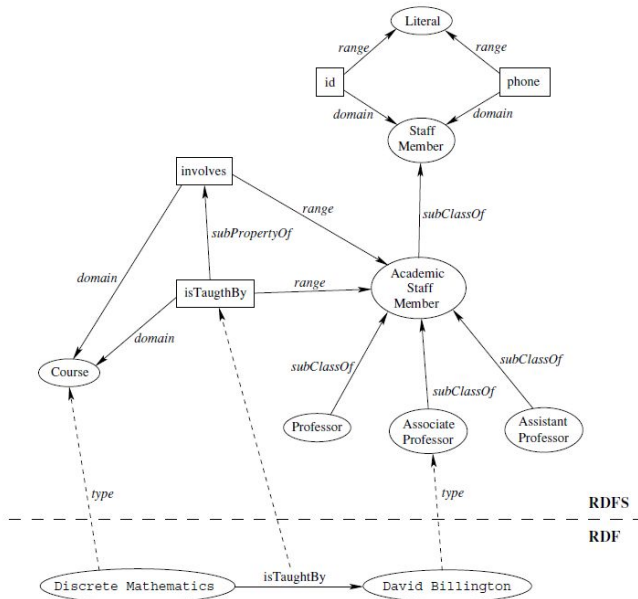 Literal
range
range
id
phone
domain
domain
Staff
Member
involves
range
subClassOf
subPropertyOf
domain
Academic
Staff
Member
isTaugthBy
range
domain
Course
subClassOf
subClassOf
subClassOf
Professor
Associate
Professor
Assistant
Professor
type
type
RDFS
RDF
Discrete Mathematics
isTaughtBy
David Billington